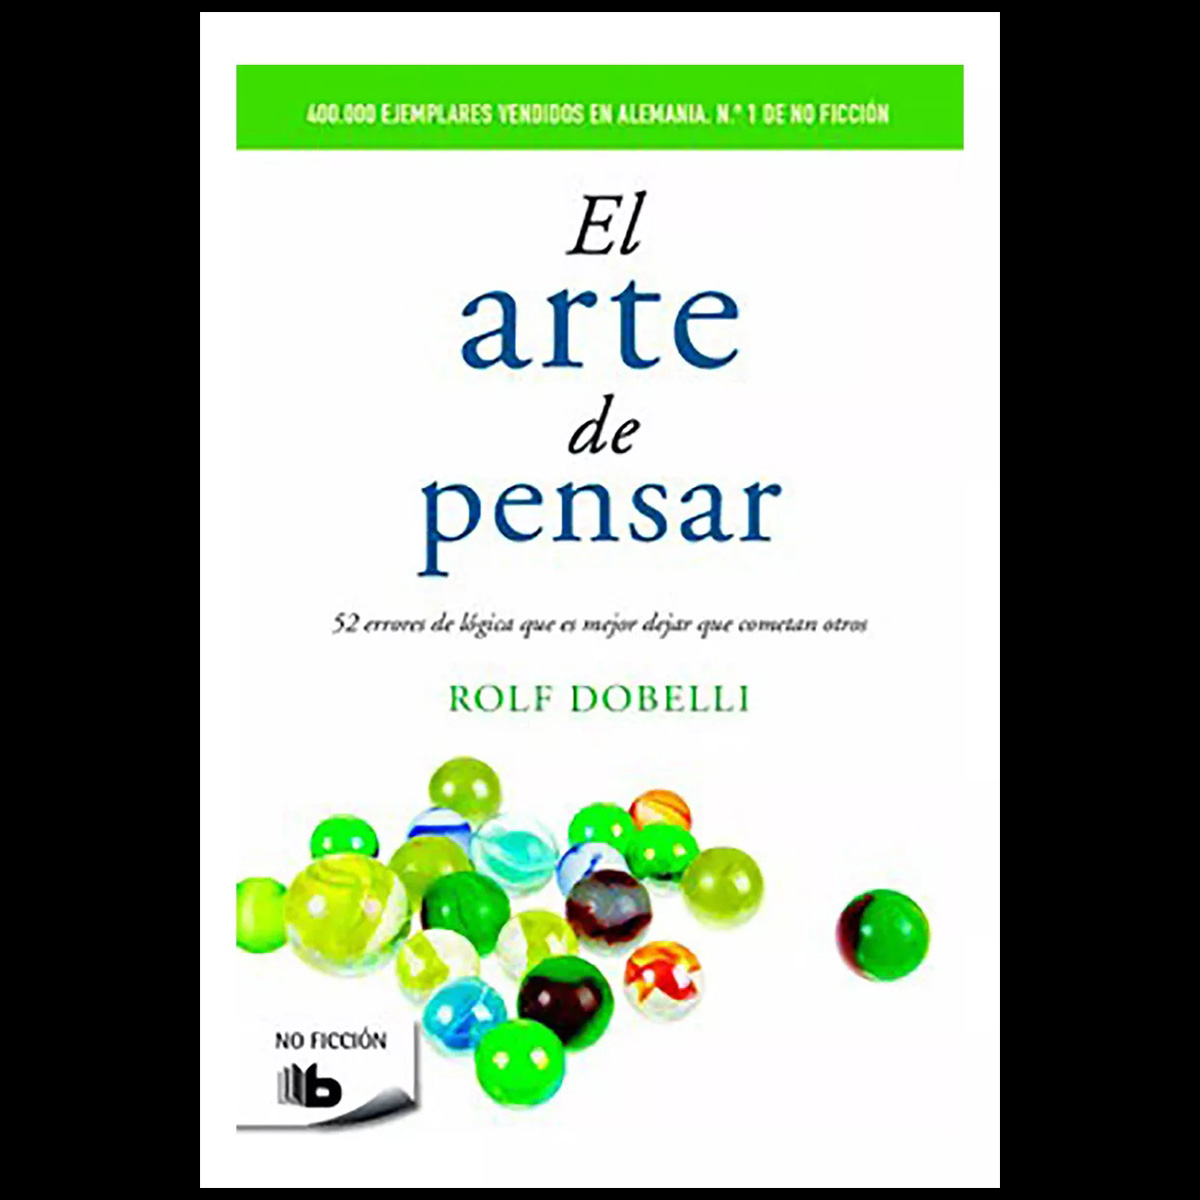 400.000 EJEMPLARES VENDIDOS EN ALEMANIA. N.º 1 DE NO FICCIÓN
El
arte
de
pensar
52 errores de lógica que es mejor dejar que cometan otros
ROLF DOBELLI
NO FICCIÓN
b